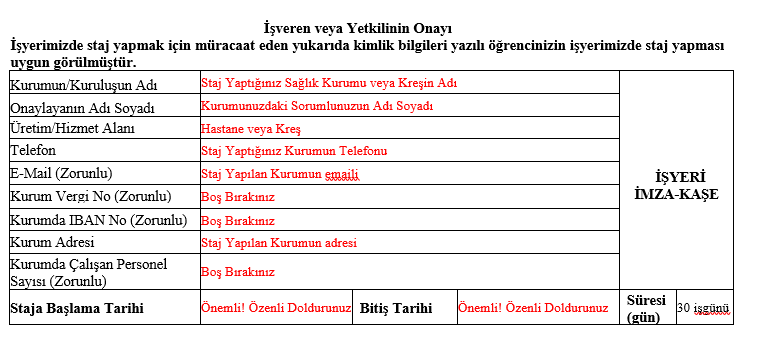 İşveren veya Yetkilinin Onayı
İşyerimizde staj yapmak için müracaat eden yukarıda kimlik bilgileri yazılı öğrencinizin işyerimizde staj yapması
uygun görülmüştür.
Kurumun/Kuruluşun Adı Staj Yaptığınız Sağlık Kurumu veya Kreşin Adı
Onaylayanın Adı Soyadı Kurumunuzdaki Sorumlunuzun Adı Soyadı
Üretim/Hizmet Alanı Hastane veya Kreş
Telefon Staj Yaptığınız Kurumun Telefonu
E-Mail (Zorunlu) Staj Yapılan Kurumun emaili
Kurum Vergi No (Zorunlu) Boş Bırakınız
Kurumda IBAN No (Zorunlu) Boş Bırakınız
Kurum Adresi Staj Yapılan Kurumun adresi
Kurumda Çalışan Personel
Sayısı (Zorunlu) Boş Bırakınız
İŞYERİ
İMZA-KAŞE
Staja Başlama Tarihi Önemli! Özenli Doldurunuz Bitiş Tarihi Önemli! Özenli Doldurunuz Süresi
(gün) 30 işgünü